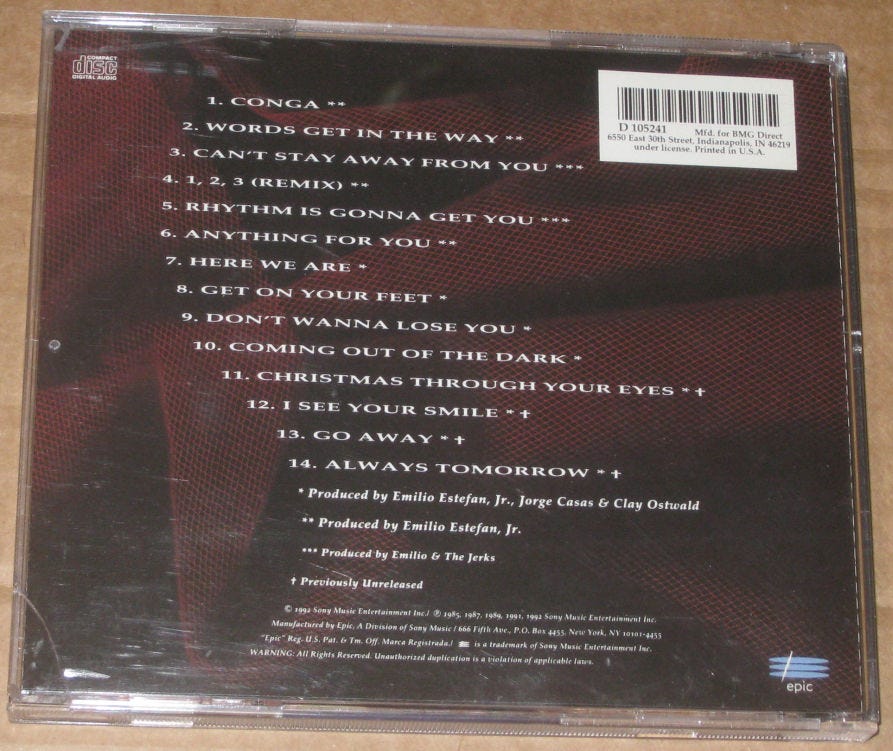 COMPACT
disc
DIGITAL AUDIO
D 105241 Mfd. for BMG Direct
6550 East 30th Street, Indianapolis, IN 46219
under license. Printed in U.S.A.
1. CONGA **
2. WORDS GET IN THE WAY **
3. CAN'T STAY AWAY FROM YOU ***
4. 1, 2, 3 (REMIX) **
5. RHYTHM IS GONNA GET YOU ***
6. ANYTHING FOR YOU **
7. HERE WE ARE *
8. GET ON YOUR FEET *
9. DON'T WANNA LOSE YOU *
10. COMING OUT OF THE DARK *
11. CHRISTMAS THROUGH YOUR EYES *†
12. I SEE YOUR SMILE *†
13. GO AWAY *†
14. ALWAYS TOMORROW *†
* Produced by Emilio Estefan, Jr., Jorge Casas & Clay Ostwald
** Produced by Emilio Estefan, Jr.
*** Produced by Emilio & The Jerks
† Previously Unreleased
© 1992 Sony Music Entertainment Inc./ ℗ 1985, 1987, 1989, 1991, 1992 Sony Music Entertainment Inc.
Manufactured by Epic, A Division of Sony Music / 666 Fifth Ave., P.O. Box 4455, New York, NY 10101-4455
"Epic" Reg. U.S. Pat. & Tm. Off. Marca Registrada./ is a trademark of Sony Music Entertainment Inc.
WARNING: All Rights Reserved. Unauthorized duplication is a violation of applicable laws.
epic